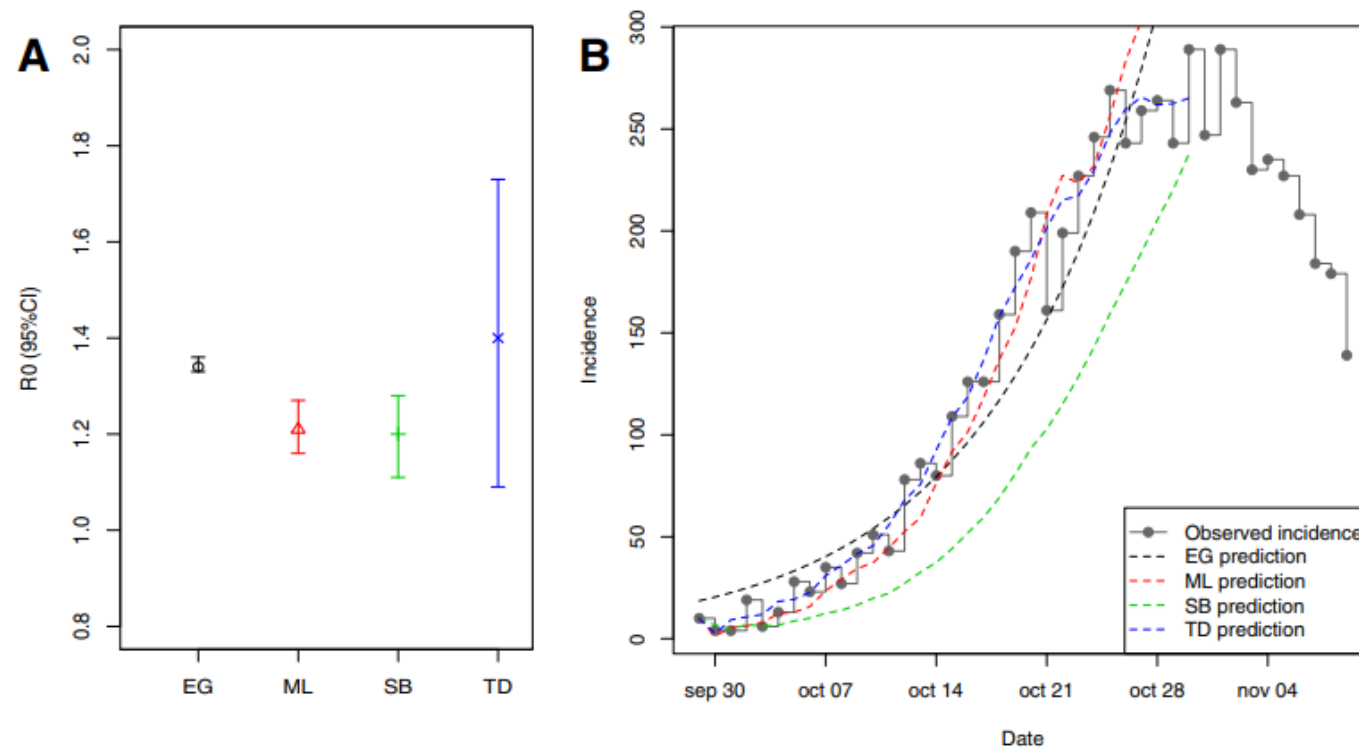 A
R0 (95%CI)
2.0
1.8
1.6
1.4
1.2
1.0
0.8
EG ML SB TD
B
Incidence
300
250
200
150
100
50
0
Observed incidence
EG prediction
ML prediction
SB prediction
TD prediction
sep 30 oct 07 oct 14 oct 21 oct 28 nov 04
Date